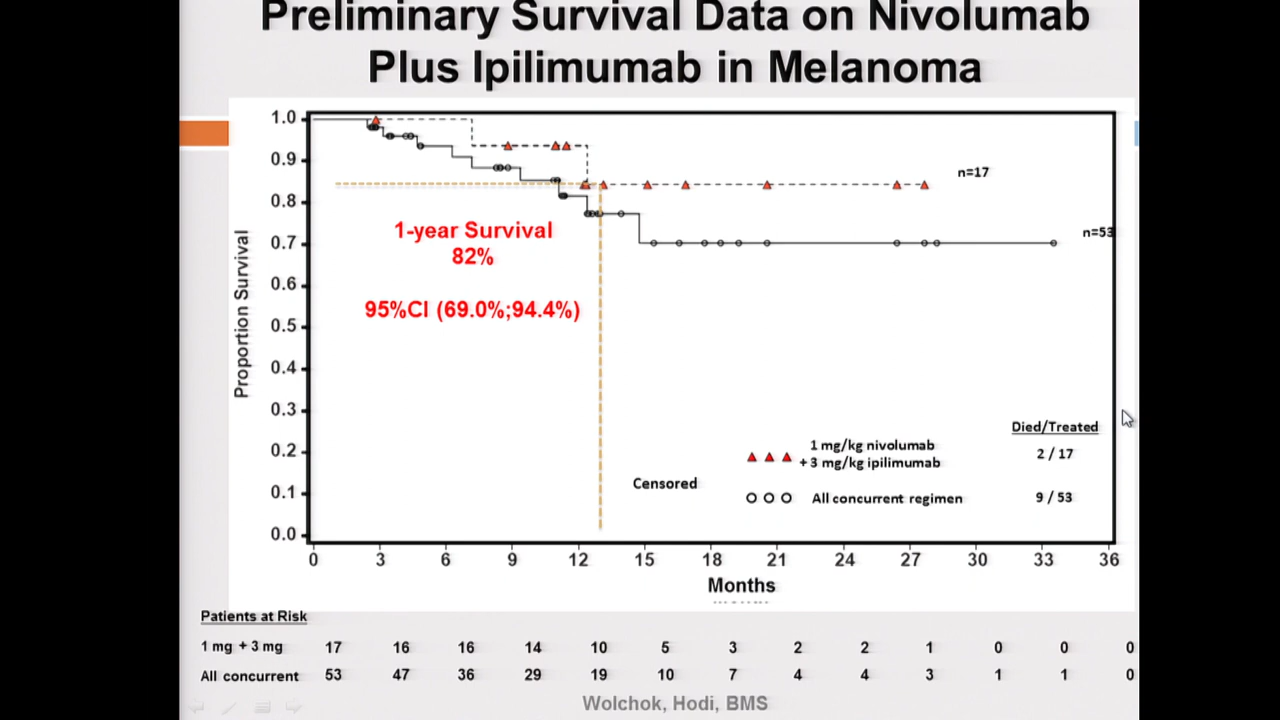 Preliminary Survival Data on Nivolumab
Plus Ipilimumab in Melanoma
Proportion Survival
1.0
0.9
0.8
0.7
0.6
0.5
0.4
0.3
0.2
0.1
0.0
n=17
n=53
1-year Survival
82%
95%CI (69.0%;94.4%)
Died/Treated
1 mg/kg nivolumab
+ 3 mg/kg ipilimumab
2 / 17
Censored
All concurrent regimen
9 / 53
0 3 6 9 12 15 18 21 24 27 30 33 36
Months
Patients at Risk
1 mg + 3 mg 17 16 16 14 10 5 3 2 2 1 0 0 0
All concurrent 53 47 36 29 19 10 7 4 4 3 1 1 0
Wolchok, Hodi, BMS